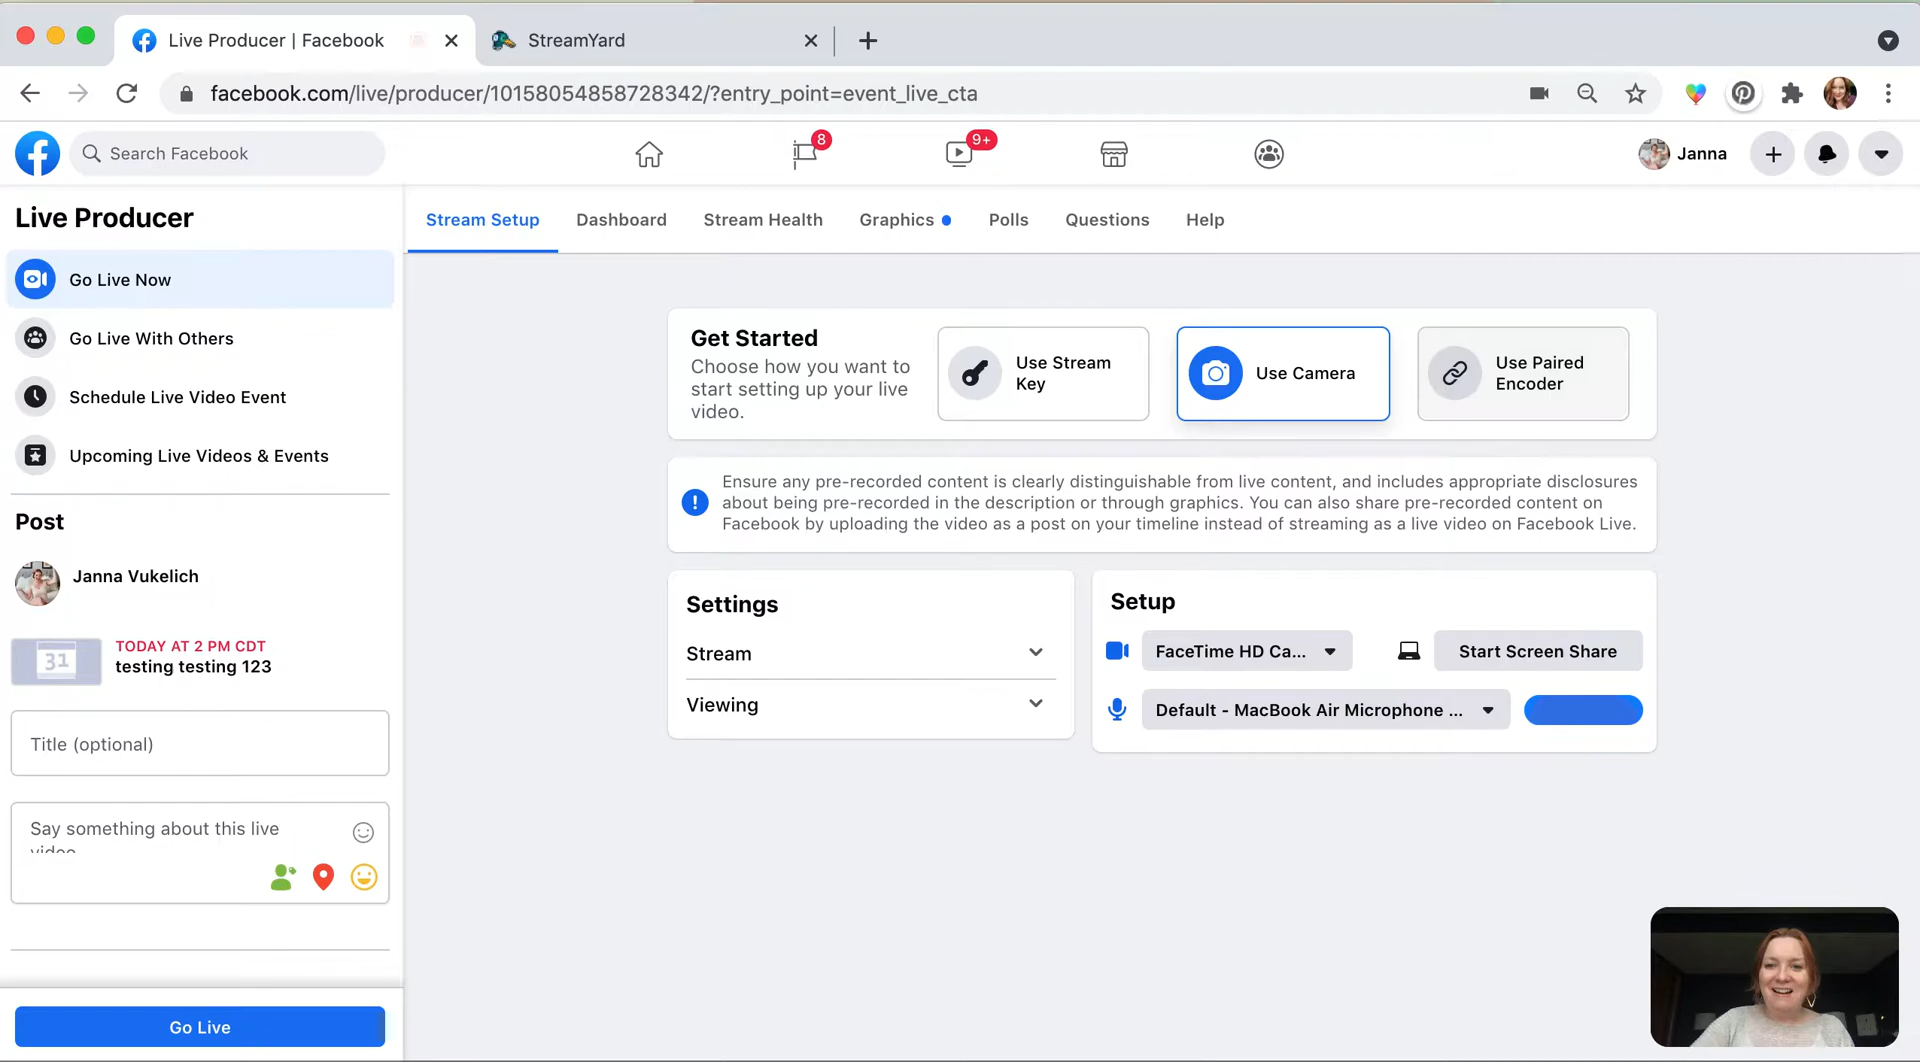 Live Producer | Facebook
StreamYard
facebook.com/live/producer/10158054858728342/?entry_point=event_live_cta
Search Facebook
8
9+
Janna
Live Producer
Go Live Now
Go Live With Others
Schedule Live Video Event
Upcoming Live Videos & Events
Post
Janna Vukelich
31
TODAY AT 2 PM CDT
testing testing 123
Title (optional)
Say something about this live
video
Go Live
Stream Setup
Dashboard
Stream Health
Graphics
Polls
Questions
Help
Get Started
Choose how you want to
start setting up your live
video.
Use Stream
Key
Use Camera
Use Paired
Encoder
Ensure any pre-recorded content is clearly distinguishable from live content, and includes appropriate disclosures
about being pre-recorded in the description or through graphics. You can also share pre-recorded content on
Facebook by uploading the video as a post on your timeline instead of streaming as a live video on Facebook Live.
Settings
Stream
Viewing
Setup
FaceTime HD Ca...
Start Screen Share
Default - MacBook Air Microphone ...